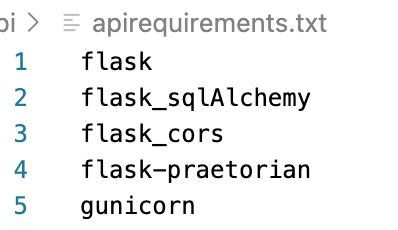 pi > apirequirements.txt
1 flask
2 flask_sqlAlchemy
3 flask_cors
4 flask-praetorian
5 gunicorn